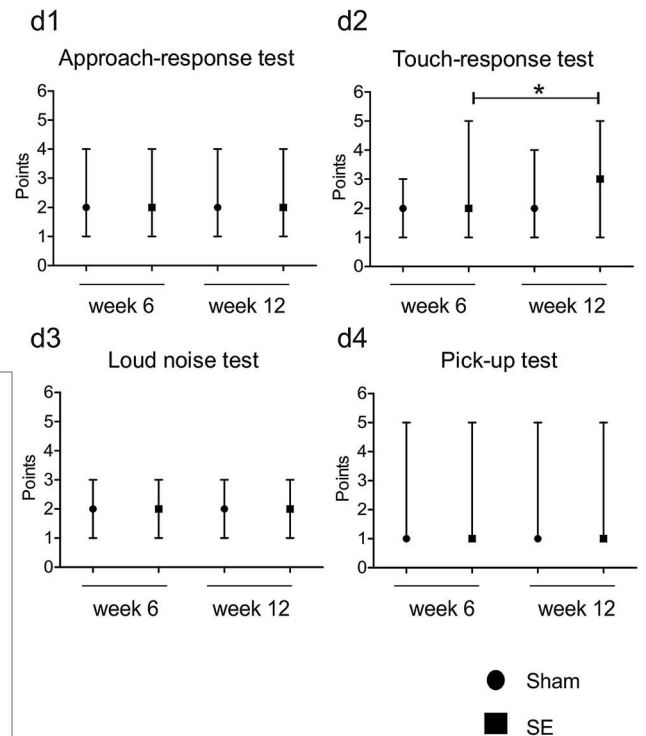 d1
Approach-response test
Points
6
5
4
3
2
1
0
week 6
week 12
d2
Touch-response test
Points
6
5
4
3
2
1
0
*
week 6
week 12
d3
Loud noise test
Points
6
5
4
3
2
1
0
week 6
week 12
d4
Pick-up test
Points
6
5
4
3
2
1
0
week 6
week 12
Sham
SE